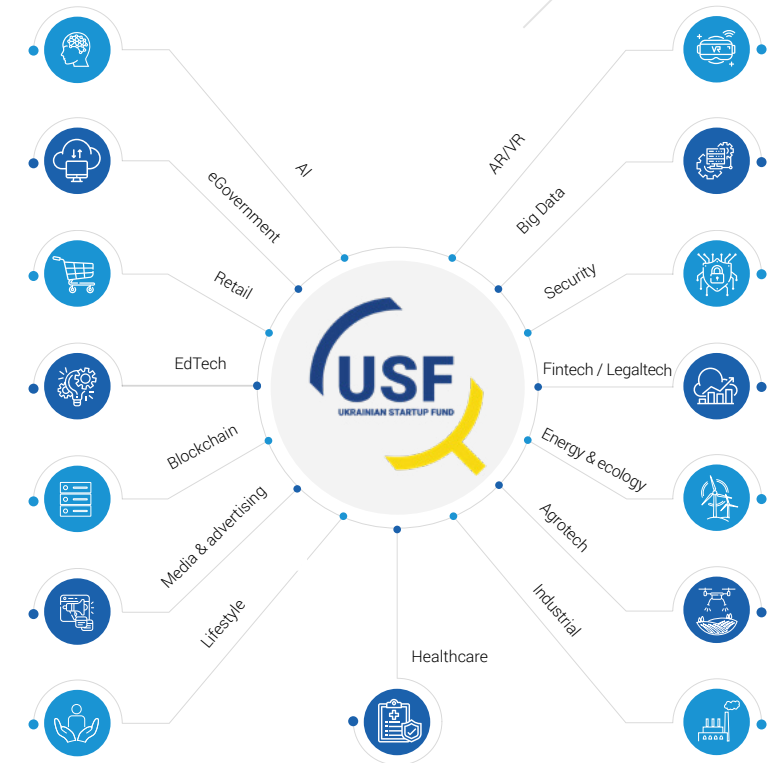 AI
AR/VR
VR
eGovernment
Big Data
Retail
Security
EdTech
Fintech / Legaltech
USF
UKRAINIAN STARTUP FUND
Blockchain
Energy & ecology
Media & advertising
Agrotech
Lifestyle
Industrial
Healthcare